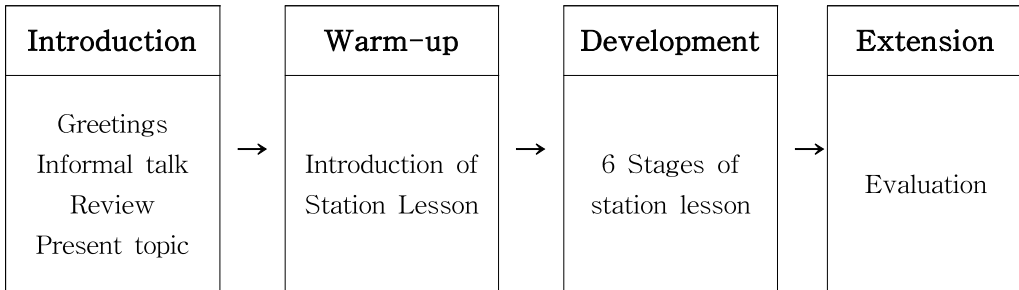 Introduction
Greetings
Informal talk
Review
Present topic
→
Warm-up
Introduction of
Station Lesson
→
Development
6 Stages of
station lesson
→
Extension
Evaluation